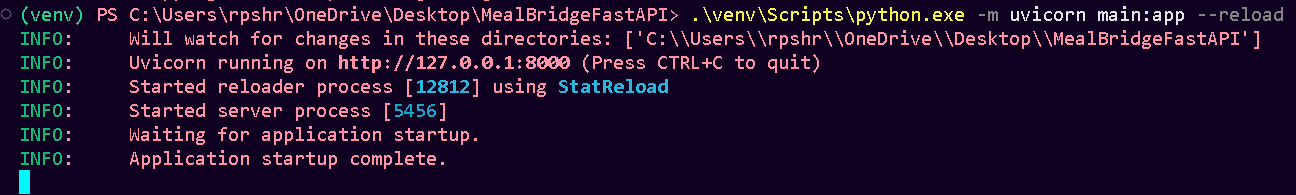 (venv) PS C:\Users\rpshr\OneDrive\Desktop\MealBridgeFastAPI> .\venv\Scripts\python.exe -m uvicorn main:app --reload
INFO:     Will watch for changes in these directories: ['C:\\Users\\rpshr\\OneDrive\\Desktop\\MealBridgeFastAPI']
INFO:     Uvicorn running on http://127.0.0.1:8000 (Press CTRL+C to quit)
INFO:     Started reloader process [12812] using StatReload
INFO:     Started server process [5456]
INFO:     Waiting for application startup.
INFO:     Application startup complete.